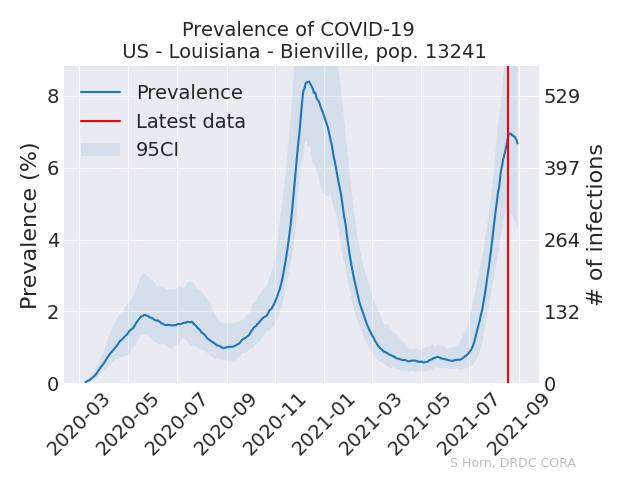 Prevalence of COVID-19
US - Louisiana - Bienville, pop. 13241
Prevalence
Latest data
95CI
Prevalence (%)
8
6
4
2
0
529
397
264
132
0
# of infections
2020-03
2020-05
2020-07
2020-09
2020-11
2021-01
2021-03
2021-05
2021-07
2021-09
S Horn, DRDC CORA